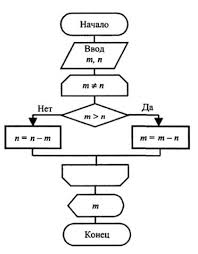 Начало
Ввод
m, n
m ≠ n
Нет
Да
m > n
n = n – m
m = m – n
m
Конец